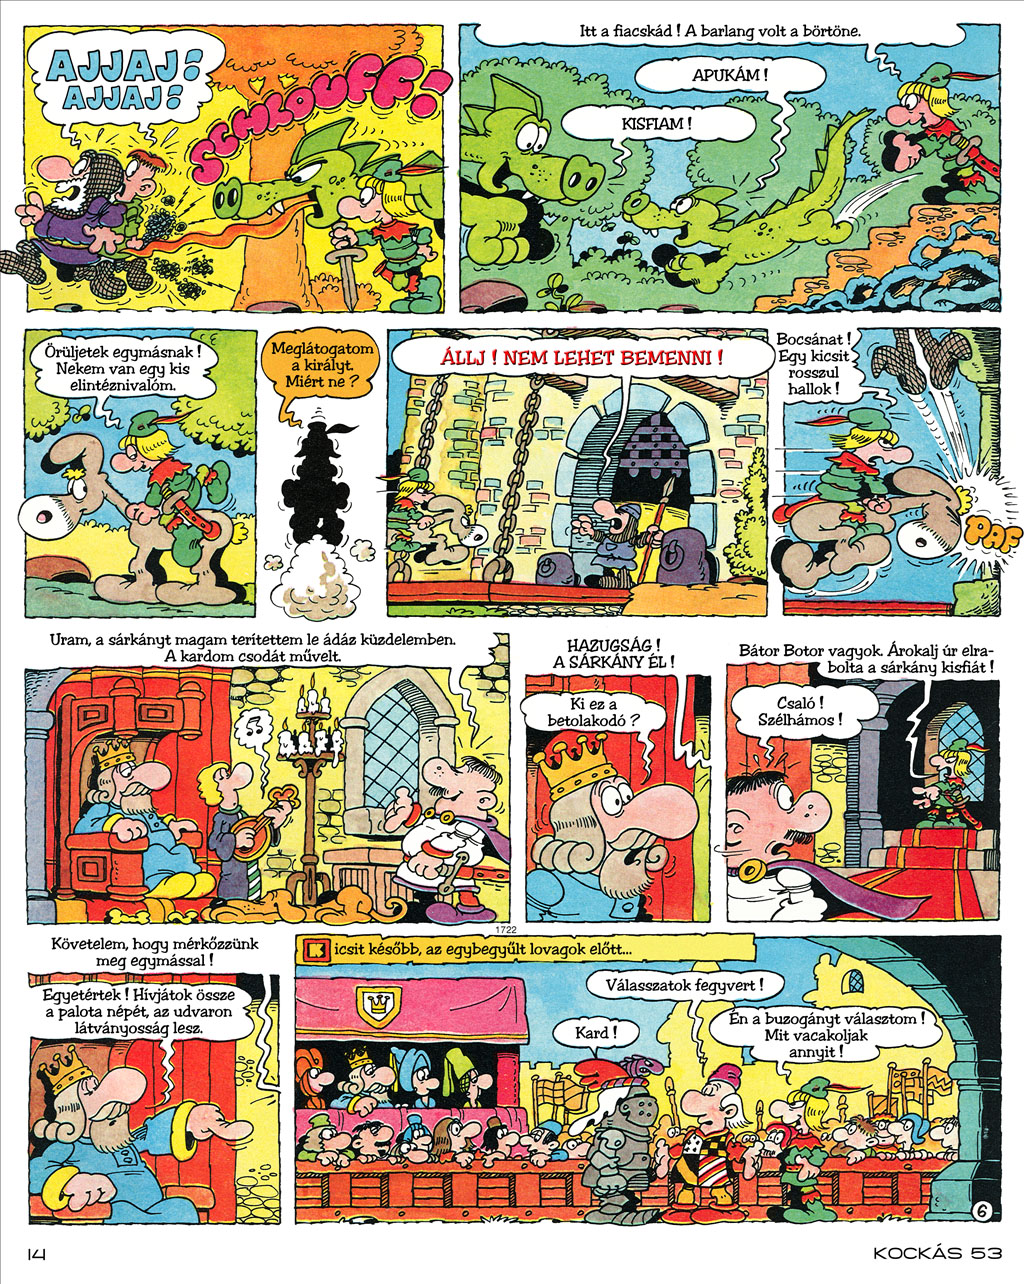 AJJAJ!
AJJAJ!
SCHLOUFF!
Itt a fiacskád! A barlang volt a börtöne.
APUKÁM!
KISFIAM!
Örüljetek egymásnak!
Nekem van egy kis
elintéznivalóm.
Meglátogatom
a királyt.
Miért ne?
ÁLLJ! NEM LEHET BEMENNI!
Bocsánat!
Egy kicsit
rosszul
hallok!
PAF
Uram, a sárkányt magam terítettem le ádáz küzdelemben.
A kardom csodát művelt.
HAZUGSÁG!
A SÁRKÁNY ÉL!
Ki ez a
betolakodó?
Bátor Botor vagyok. Árokalj úr elra-
bolta a sárkány kisfiát!
Csaló!
Szélhámos!
1722
Követelem, hogy mérkőzzünk
meg egymással!
Egyetértek! Hívjátok össze
a palota népét, az udvaron
látványosság lesz.
Kicsit később, az egybegyűlt lovagok előtt...
Válasszatok fegyvert!
Kard!
Én a buzogányt választom!
Mit vacakoljak
annyit!
6
14
KOCKÁS 53